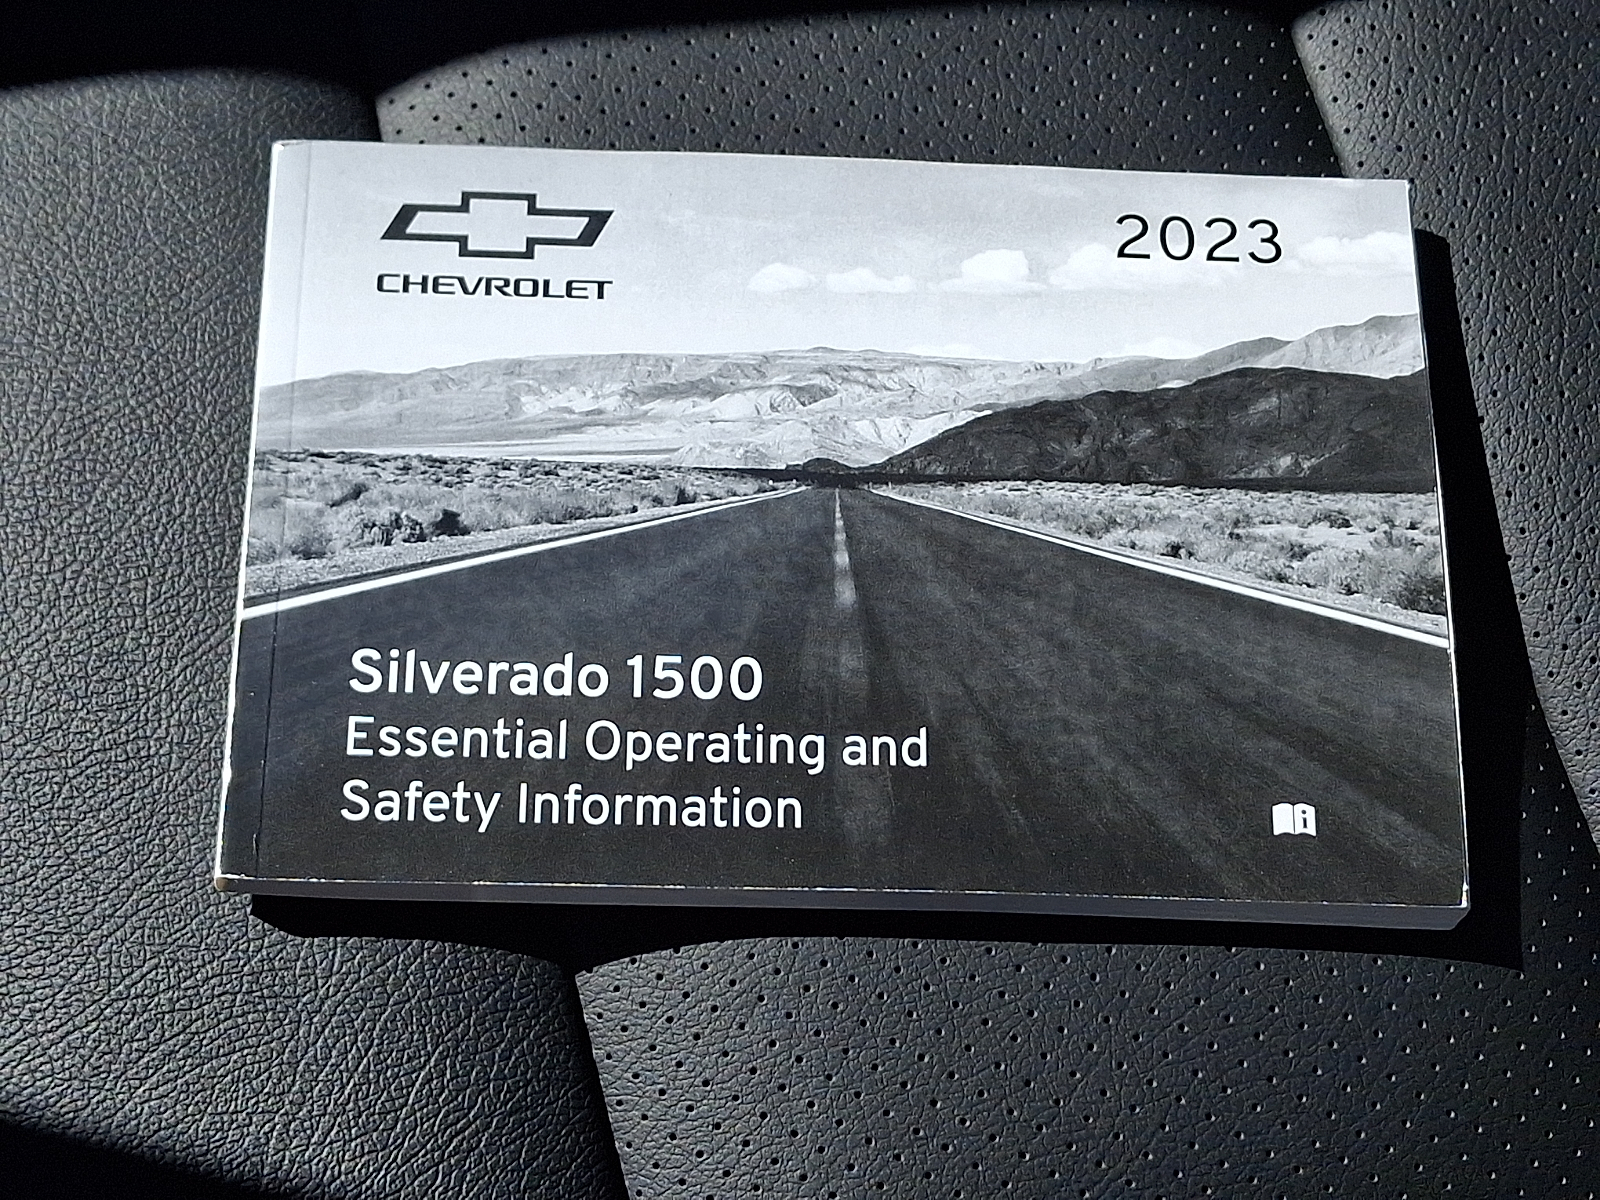 CHEVROLET
2023
Silverado 1500
Essential Operating and
Safety Information